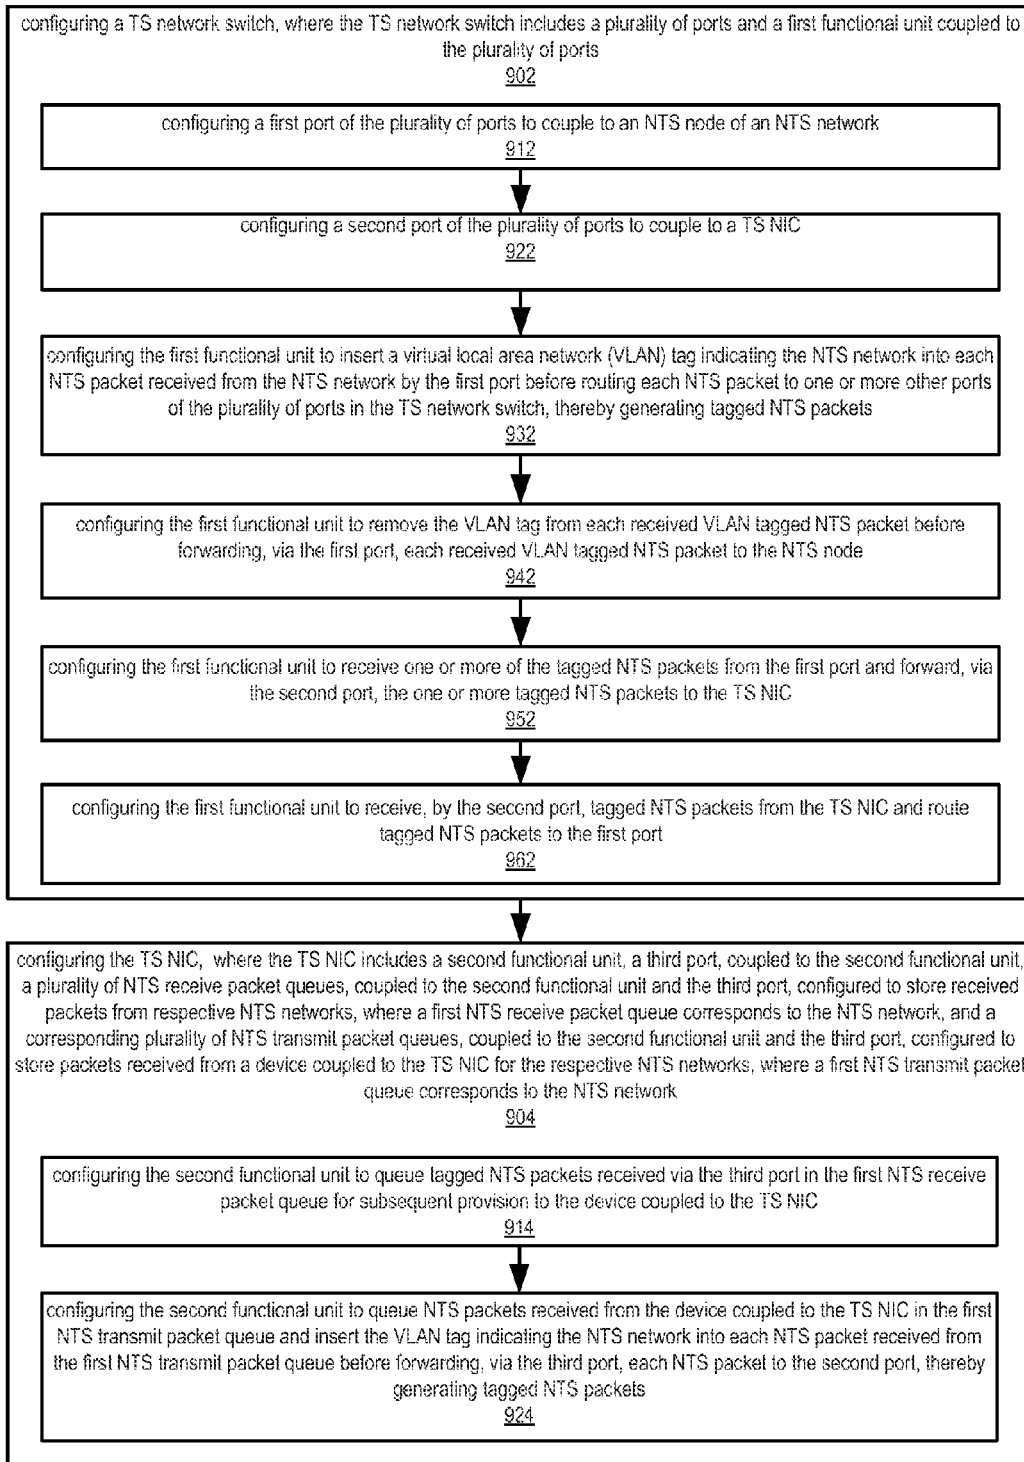 configuring a TS network switch, where the TS network switch includes a plurality of ports and a first functional unit coupled to
the plurality of ports
902
configuring a first port of the plurality of ports to couple to an NTS node of an NTS network
912
configuring a second port of the plurality of ports to couple to a TS NIC
922
configuring the first functional unit to insert a virtual local area network (VLAN) tag indicating the NTS network into each
NTS packet received from the NTS network by the first port before routing each NTS packet to one or more other ports
of the plurality of ports in the TS network switch, thereby generating tagged NTS packets
932
configuring the first functional unit to remove the VLAN tag from each received VLAN tagged NTS packet before
forwarding, via the first port, each received VLAN tagged NTS packet to the NTS node
942
configuring the first functional unit to receive one or more of the tagged NTS packets from the first port and forward, via
the second port, the one or more tagged NTS packets to the TS NIC
952
configuring the first functional unit to receive, by the second port, tagged NTS packets from the TS NIC and route
tagged NTS packets to the first port
962
configuring the TS NIC, where the TS NIC includes a second functional unit, a third port, coupled to the second functional unit,
a plurality of NTS receive packet queues, coupled to the second functional unit and the third port, configured to store received
packets from respective NTS networks, where a first NTS receive packet queue corresponds to the NTS network, and a
corresponding plurality of NTS transmit packet queues, coupled to the second functional unit and the third port, configured to
store packets received from a device coupled to the TS NIC for the respective NTS networks, where a first NTS transmit packet
queue corresponds to the NTS network
904
configuring the second functional unit to queue tagged NTS packets received via the third port in the first NTS receive
packet queue for subsequent provision to the device coupled to the TS NIC
914
configuring the second functional unit to queue NTS packets received from the device coupled to the TS NIC in the first
NTS transmit packet queue and insert the VLAN tag indicating the NTS network into each NTS packet received from
the first NTS transmit packet queue before forwarding, via the third port, each NTS packet to the second port, thereby
generating tagged NTS packets
924